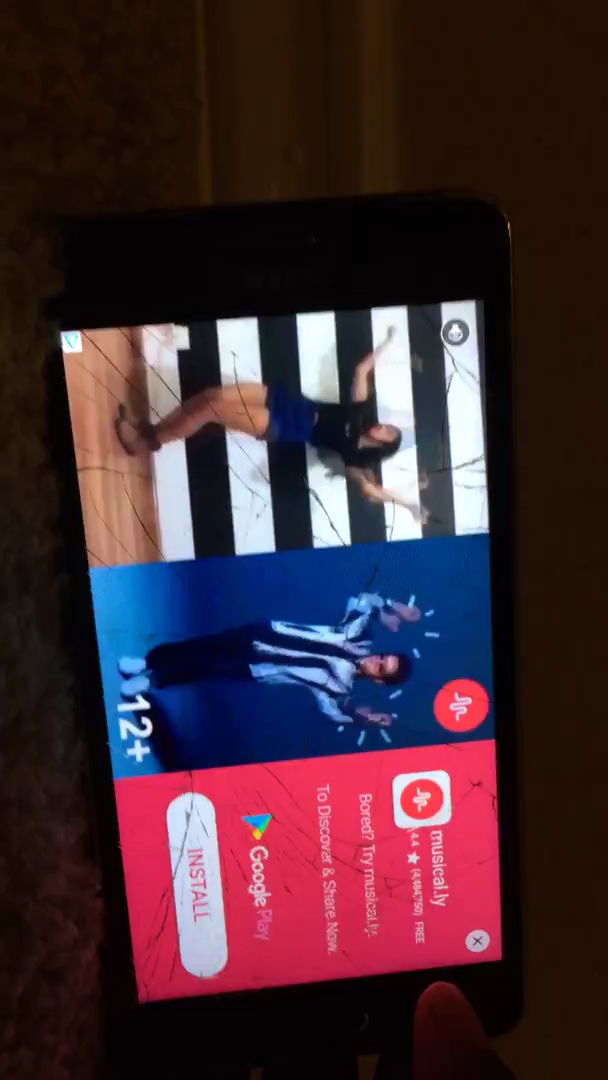 12+
musical.ly
4.4 ★ (4,484,750) FREE
Bored? Try musical.ly.
To Discover & Share Now.
Google Play
INSTALL